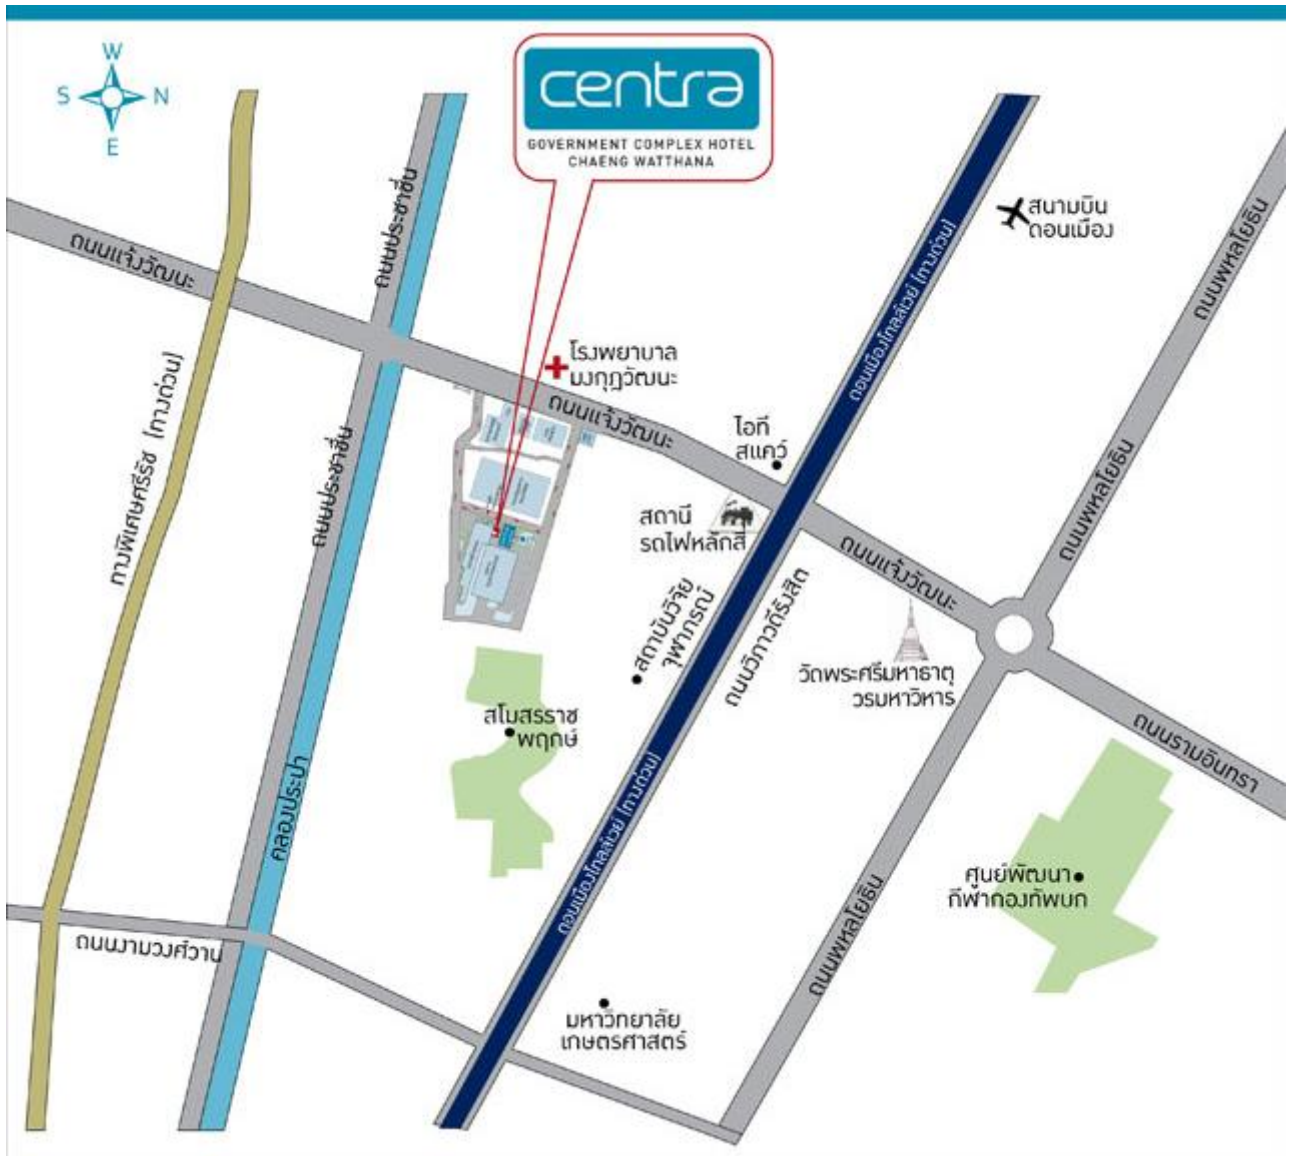 W
S N
E
centra
GOVERNMENT COMPLEX HOTEL
CHAENG WATTHANA
ถนนแจ้งวัฒนะ
ถนนประชาชื่น
ทางพิเศษศรีรัช (ทางด่วน)
ถนนประชาชื่น
คลองประปา
ถนนงามวงศ์วาน
โรงพยาบาล
มงกุฎวัฒนะ
ถนนแจ้งวัฒนะ
ไอที
สแควร์
สถานี
รถไฟหลักสี่
ดอนเมืองโทลล์เวย์ (ทางด่วน)
สนามบิน
ดอนเมือง
ถนนพหลโยธิน
ถนนพหลโยธิน
ถนนแจ้งวัฒนะ
ถนนวิภาวดีรังสิต
สถาบันวิจัย
จุฬาภรณ์
วัดพระศรีมหาธาตุ
วรมหาวิหาร
สโมสรราช
พฤกษ์
ดอนเมืองโทลล์เวย์ (ทางด่วน)
ถนนรามอินทรา
ศูนย์พัฒนา
กีฬากองทัพบก
ถนนพหลโยธิน
มหาวิทยาลัย
เกษตรศาสตร์